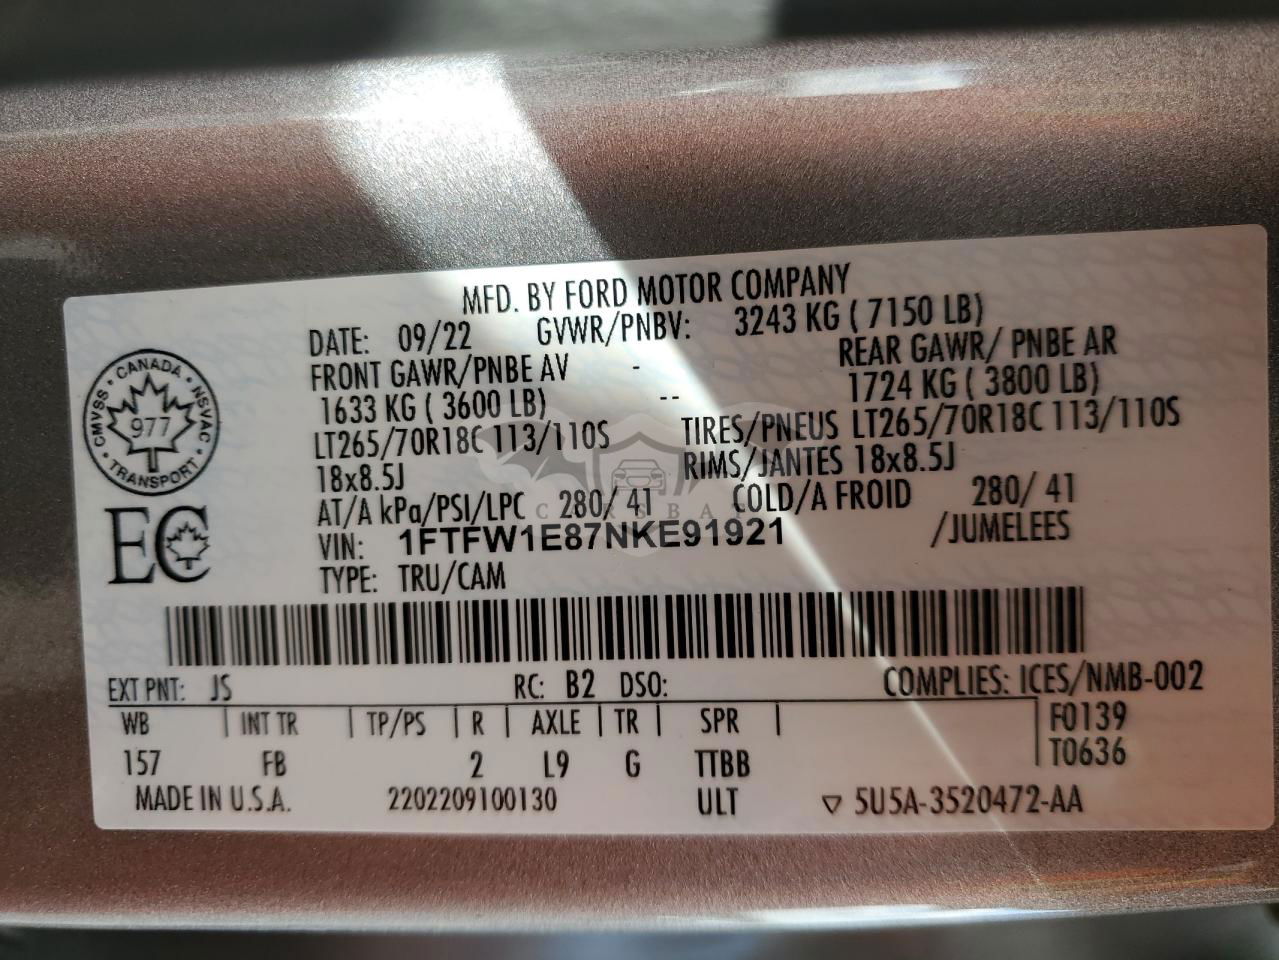 MFD. BY FORD MOTOR COMPANY
DATE: 09/22 GVWR/PNBV: 3243 KG ( 7150 LB)
FRONT GAWR/PNBE AV - REAR GAWR/ PNBE AR
1633 KG ( 3600 LB) -- 1724 KG ( 3800 LB)
LT265/70R18C 113/110S TIRES/PNEUS LT265/70R18C 113/110S
18x8.5J RIMS/JANTES 18x8.5J
AT/A kPa/PSI/LPC 280/ 41 COLD/A FROID 280/ 41
VIN: 1FTFW1E87NKE91921 /JUMELEES
TYPE: TRU/CAM
CANADA
CMVSS • NSVAC
977
TRANSPORT
EC
CARSBAT
EXT PNT: JS RC: B2 DSO: COMPLIES: ICES/NMB-002
WB | INT TR | TP/PS | R | AXLE | TR | SPR | F0139
157 FB 2 L9 G TTBB T0636
MADE IN U.S.A. 2202209100130 ULT ▽ 5U5A-3520472-AA